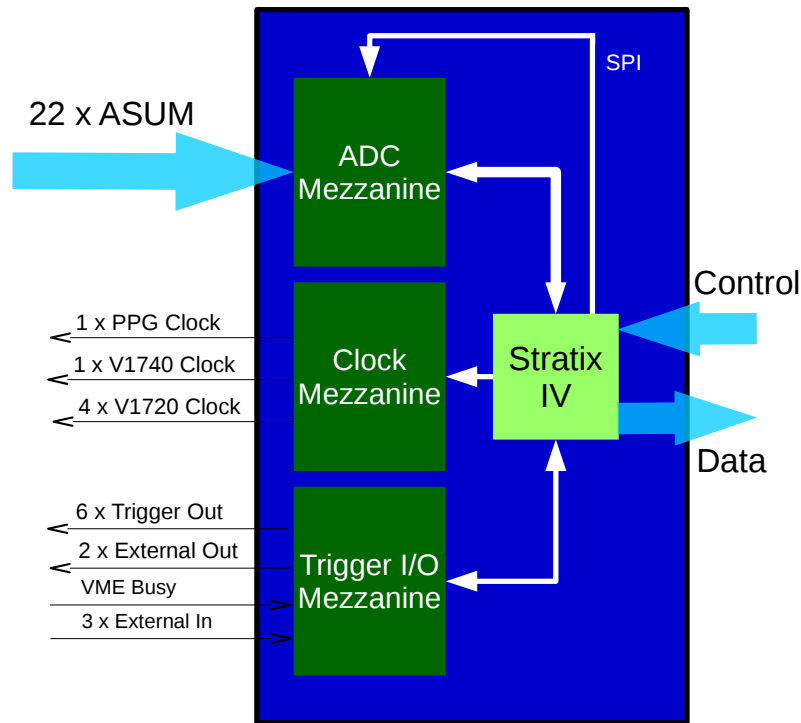 SPI
22 x ASUM
ADC
Mezzanine
Control
1 x PPG Clock
1 x V1740 Clock
4 x V1720 Clock
Clock
Mezzanine
Stratix
IV
Data
6 x Trigger Out
2 x External Out
VME Busy
3 x External In
Trigger I/O
Mezzanine